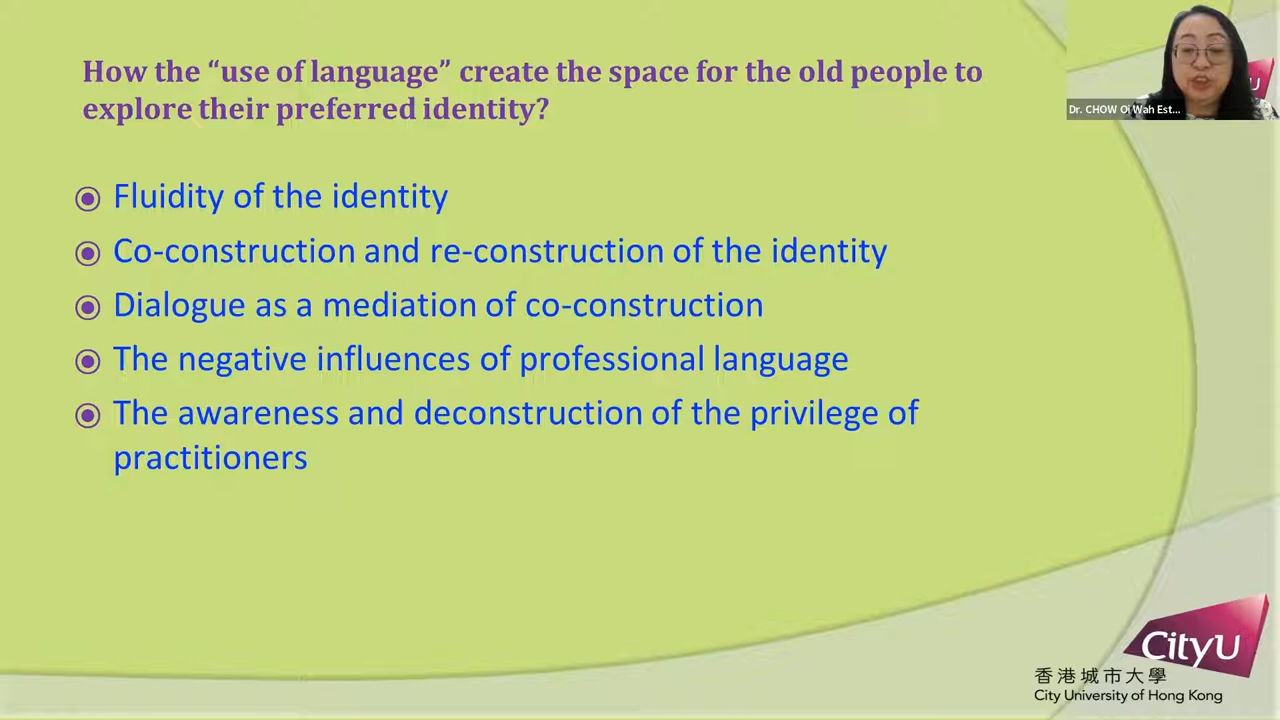 How the “use of language” create the space for the old people to
explore their preferred identity?
Dr. CHOW Oi Wah Est...
Fluidity of the identity
Co-construction and re-construction of the identity
Dialogue as a mediation of co-construction
The negative influences of professional language
The awareness and deconstruction of the privilege of
practitioners
CityU
香港城市大學
City University of Hong Kong